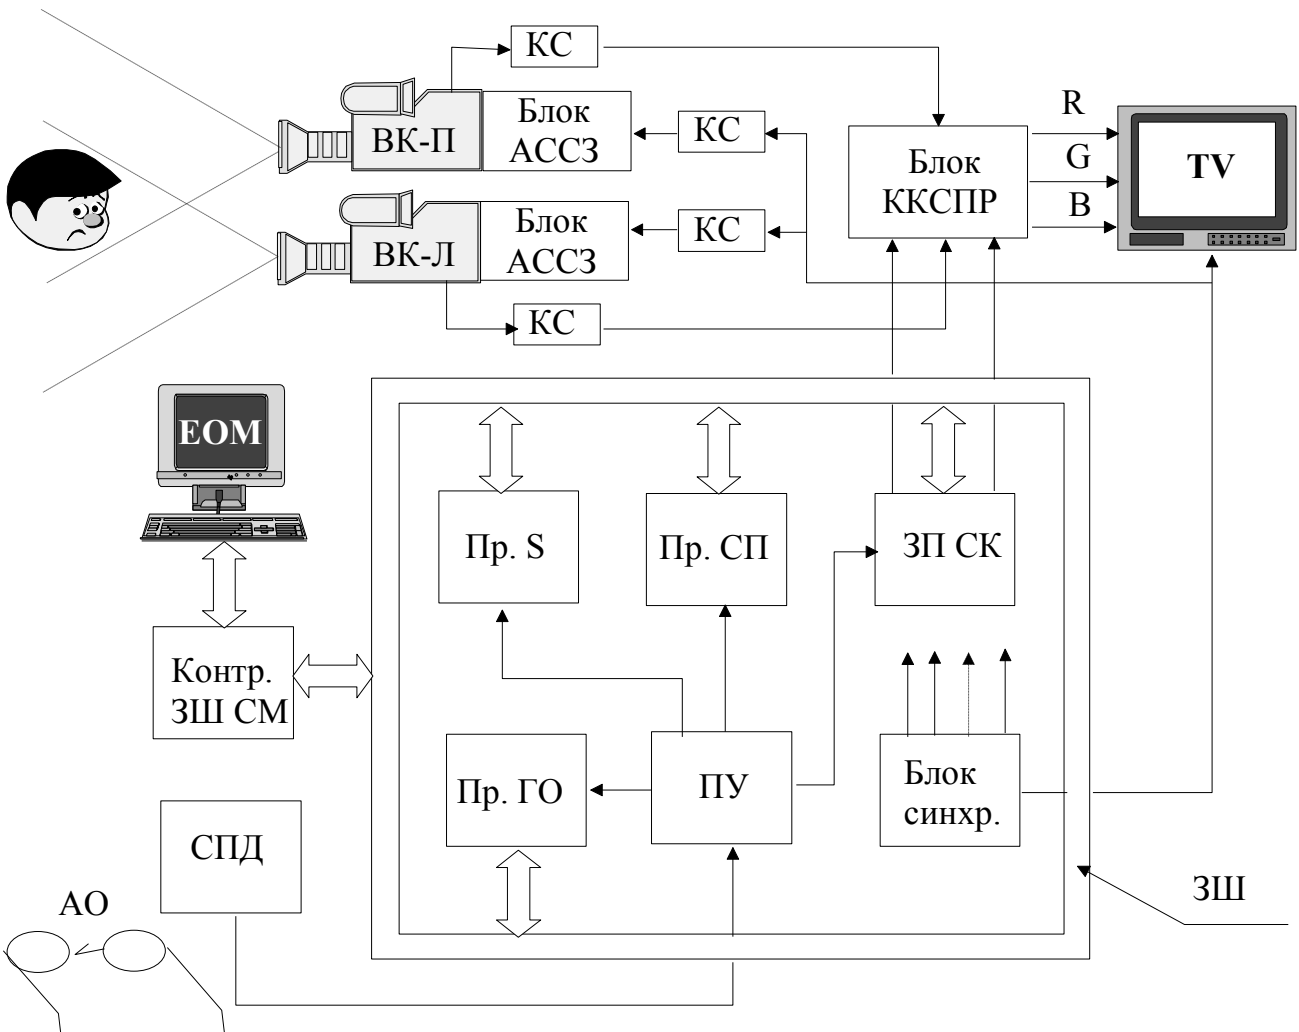 КС
ВК-П
Блок
АССЗ
КС
R
Блок
ККСПР
G
TV
B
ВК-Л
Блок
АССЗ
КС
КС
ЕОМ
Пр. S
Пр. СП
ЗП СК
Контр.
ЗШ СМ
Пр. ГО
ПУ
Блок
синхр.
СПД
ЗШ
АО